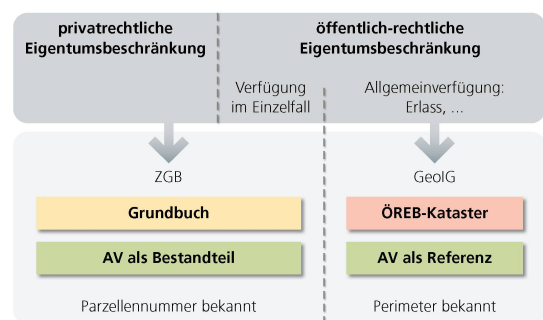 privatrechtliche
Eigentumsbeschränkung
öffentlich-rechtliche
Eigentumsbeschränkung
Verfügung
im Einzelfall
Allgemeinverfügung:
Erlass, ...
ZGB
GeoIG
Grundbuch
ÖREB-Kataster
AV als Bestandteil
AV als Referenz
Parzellennummer bekannt
Perimeter bekannt